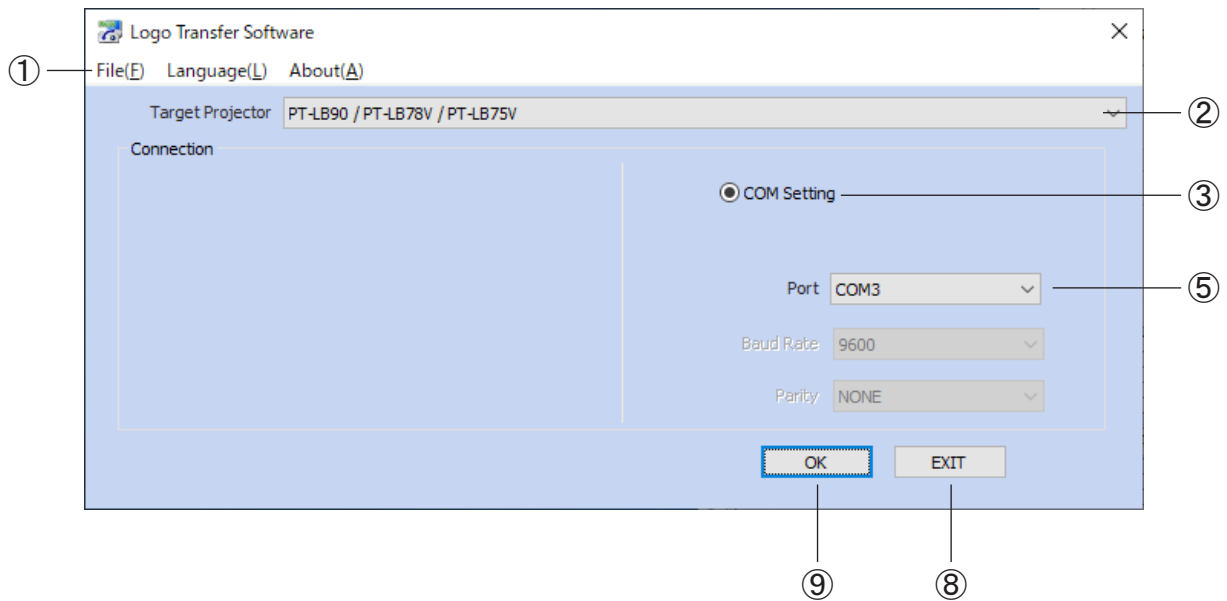 Logo Transfer Software
① File(F) Language(L) About(A)
Target Projector PT-LB90 / PT-LB78V / PT-LB75V ②
Connection
COM Setting ③
Port COM3 ⑤
Baud Rate 9600
Parity NONE
OK EXIT
⑨ ⑧